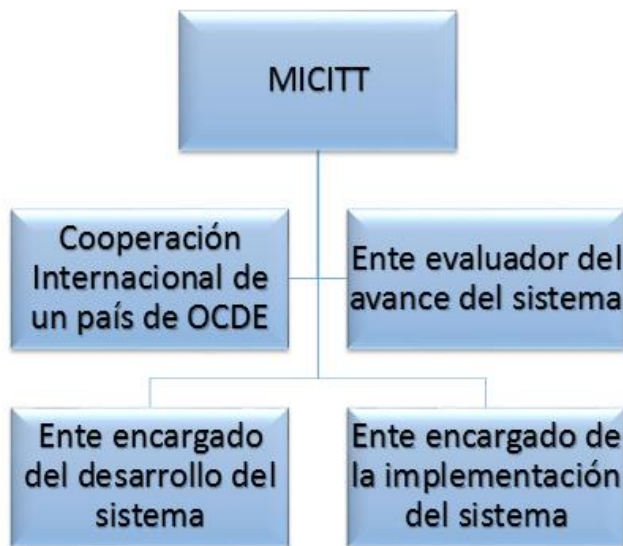 MICITT
Cooperación
Internacional de
un país de OCDE
Ente evaluador del
avance del sistema
Ente encargado
del desarrollo del
sistema
Ente encargado de
la implementación
del sistema